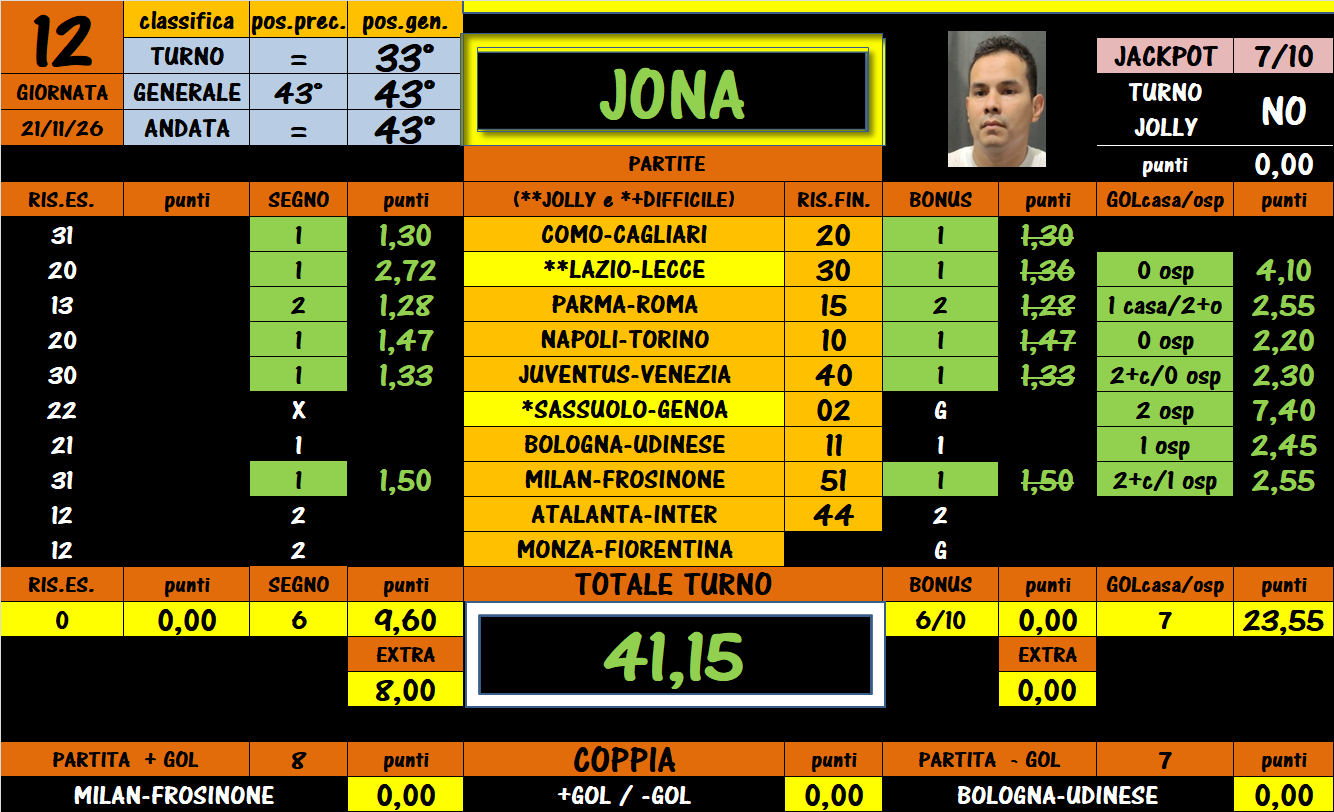 12 classifica pos.prec. pos.gen.
TURNO = 33°
GIORNATA GENERALE 43° 43°
21/11/26 ANDATA = 43°
JONA
JACKPOT 7/10
TURNO
JOLLY NO
punti 0,00
PARTITE
RIS.ES. punti SEGNO punti (**JOLLY e *+DIFFICILE) RIS.FIN. BONUS punti GOLcasa/osp punti
31 1 1,30 COMO-CAGLIARI 20 1 1,30
20 1 2,72 **LAZIO-LECCE 30 1 1,36 0 osp 4,10
13 2 1,28 PARMA-ROMA 15 2 1,28 1 casa/2+o 2,55
20 1 1,47 NAPOLI-TORINO 10 1 1,47 0 osp 2,20
30 1 1,33 JUVENTUS-VENEZIA 40 1 1,33 2+c/0 osp 2,30
22 X *SASSUOLO-GENOA 02 G 2 osp 7,40
21 1 BOLOGNA-UDINESE 11 1 1 osp 2,45
31 1 1,50 MILAN-FROSINONE 51 1 1,50 2+c/1 osp 2,55
12 2 ATALANTA-INTER 44 2
12 2 MONZA-FIORENTINA G
RIS.ES. punti SEGNO punti TOTALE TURNO BONUS punti GOLcasa/osp punti
0 0,00 6 9,60 41,15 6/10 0,00 7 23,55
EXTRA EXTRA
8,00 0,00
PARTITA + GOL 8 punti COPPIA punti PARTITA - GOL 7 punti
MILAN-FROSINONE 0,00 +GOL / -GOL 0,00 BOLOGNA-UDINESE 0,00